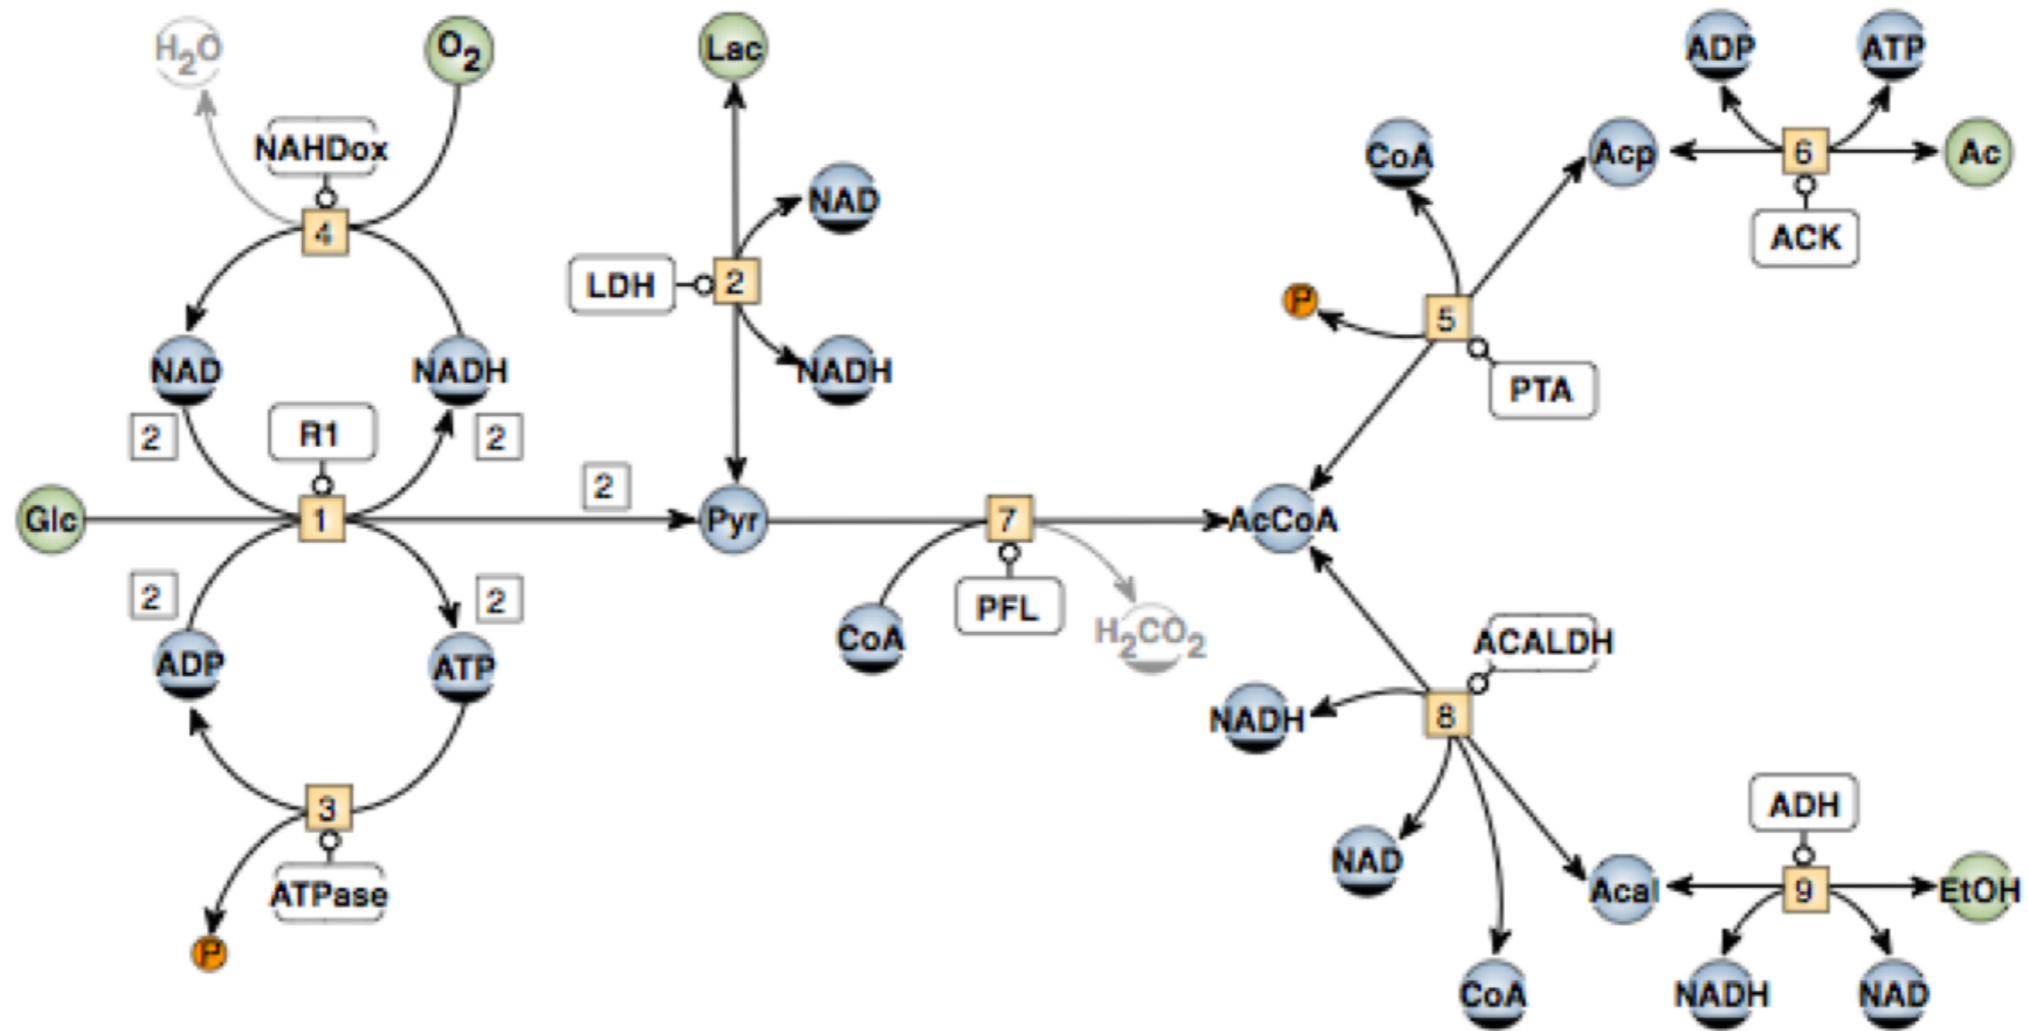 H2O
O2
NAHDox
4
NAD
NADH
2
2
R1
Glc
1
2
2
2
ADP
ATP
3
ATPase
P
Lac
NAD
LDH
2
NADH
Pyr
7
PFL
CoA
H2CO2
AcCoA
CoA
P
5
PTA
Acp
ADP
ATP
6
Ac
ACK
ACALDH
NADH
8
NAD
CoA
Acal
ADH
9
EtOH
NADH
NAD